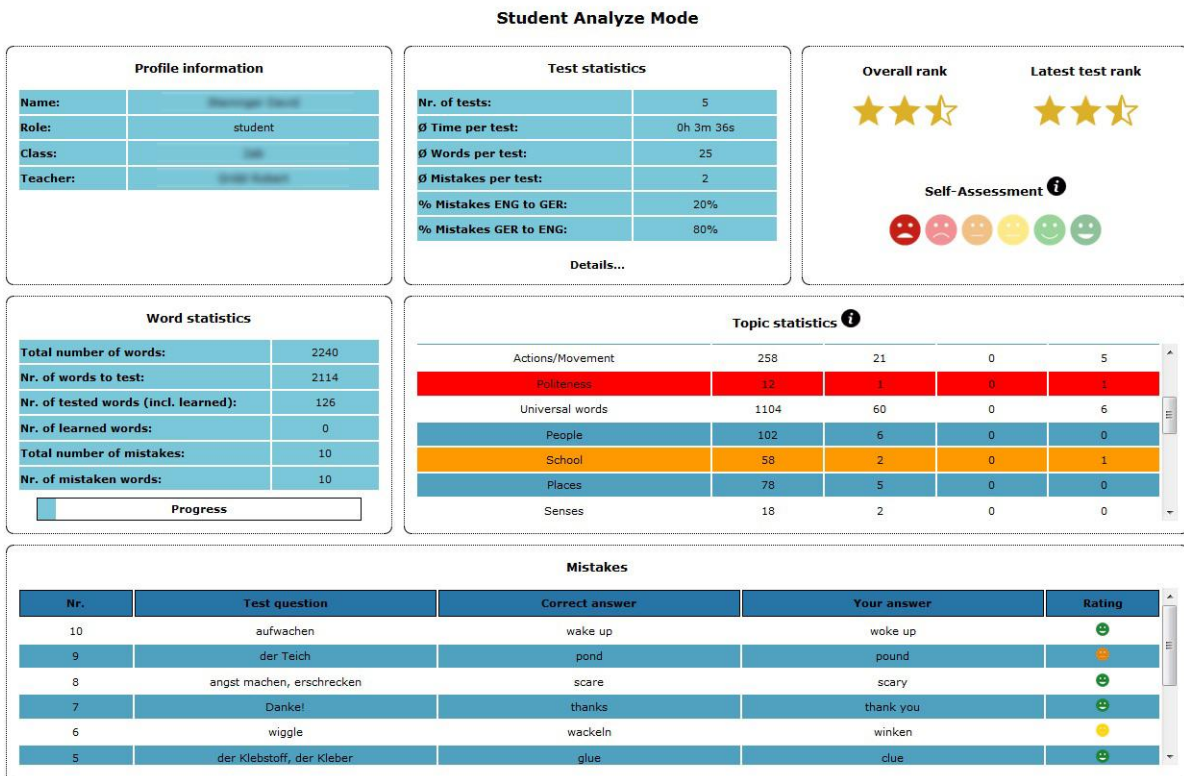 Student Analyze Mode
Profile information
Name:
Role: student
Class:
Teacher:
Test statistics
Nr. of tests: 5
Ø Time per test: 0h 3m 36s
Ø Words per test: 25
Ø Mistakes per test: 2
% Mistakes ENG to GER: 20%
% Mistakes GER to ENG: 80%
Details...
Overall rank Latest test rank
Self-Assessment i
Word statistics
Total number of words: 2240
Nr. of words to test: 2114
Nr. of tested words (incl. learned): 126
Nr. of learned words: 0
Total number of mistakes: 10
Nr. of mistaken words: 10
Progress
Topic statistics i
Actions/Movement 258 21 0 5
Politeness 12 1 0 1
Universal words 1104 60 0 6
People 102 6 0 0
School 58 2 0 1
Places 78 5 0 0
Senses 18 2 0 0
Mistakes
Nr. Test question Correct answer Your answer Rating
10 aufwachen wake up woke up
9 der Teich pond pound
8 angst machen, erschrecken scare scary
7 Danke! thanks thank you
6 wiggle wackeln winken
5 der Klebstoff, der Kleber glue clue